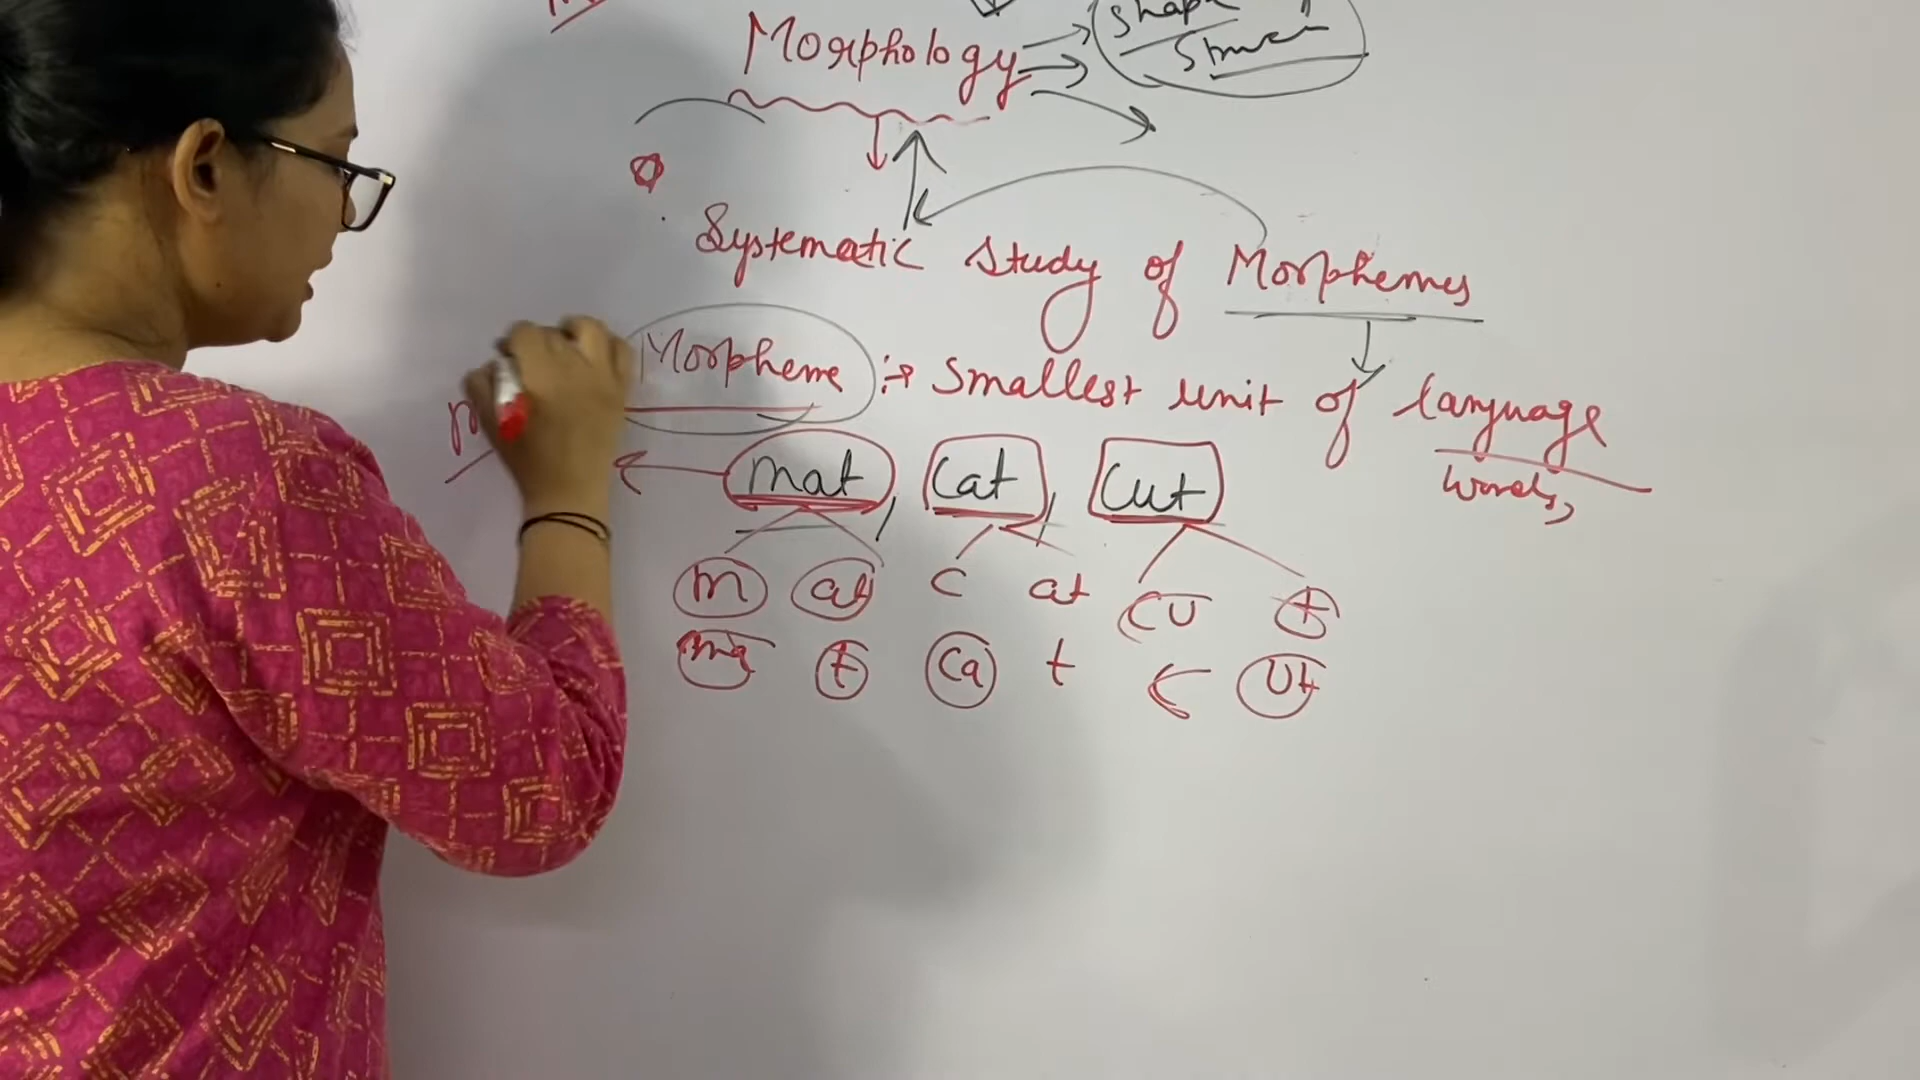 Morphology
Shape
Systematic Study of Morphemes
Morpheme :→ Smallest unit of language
mat, Cat, Cut
words,
m at C at CU t
ma t Ca t C Ut